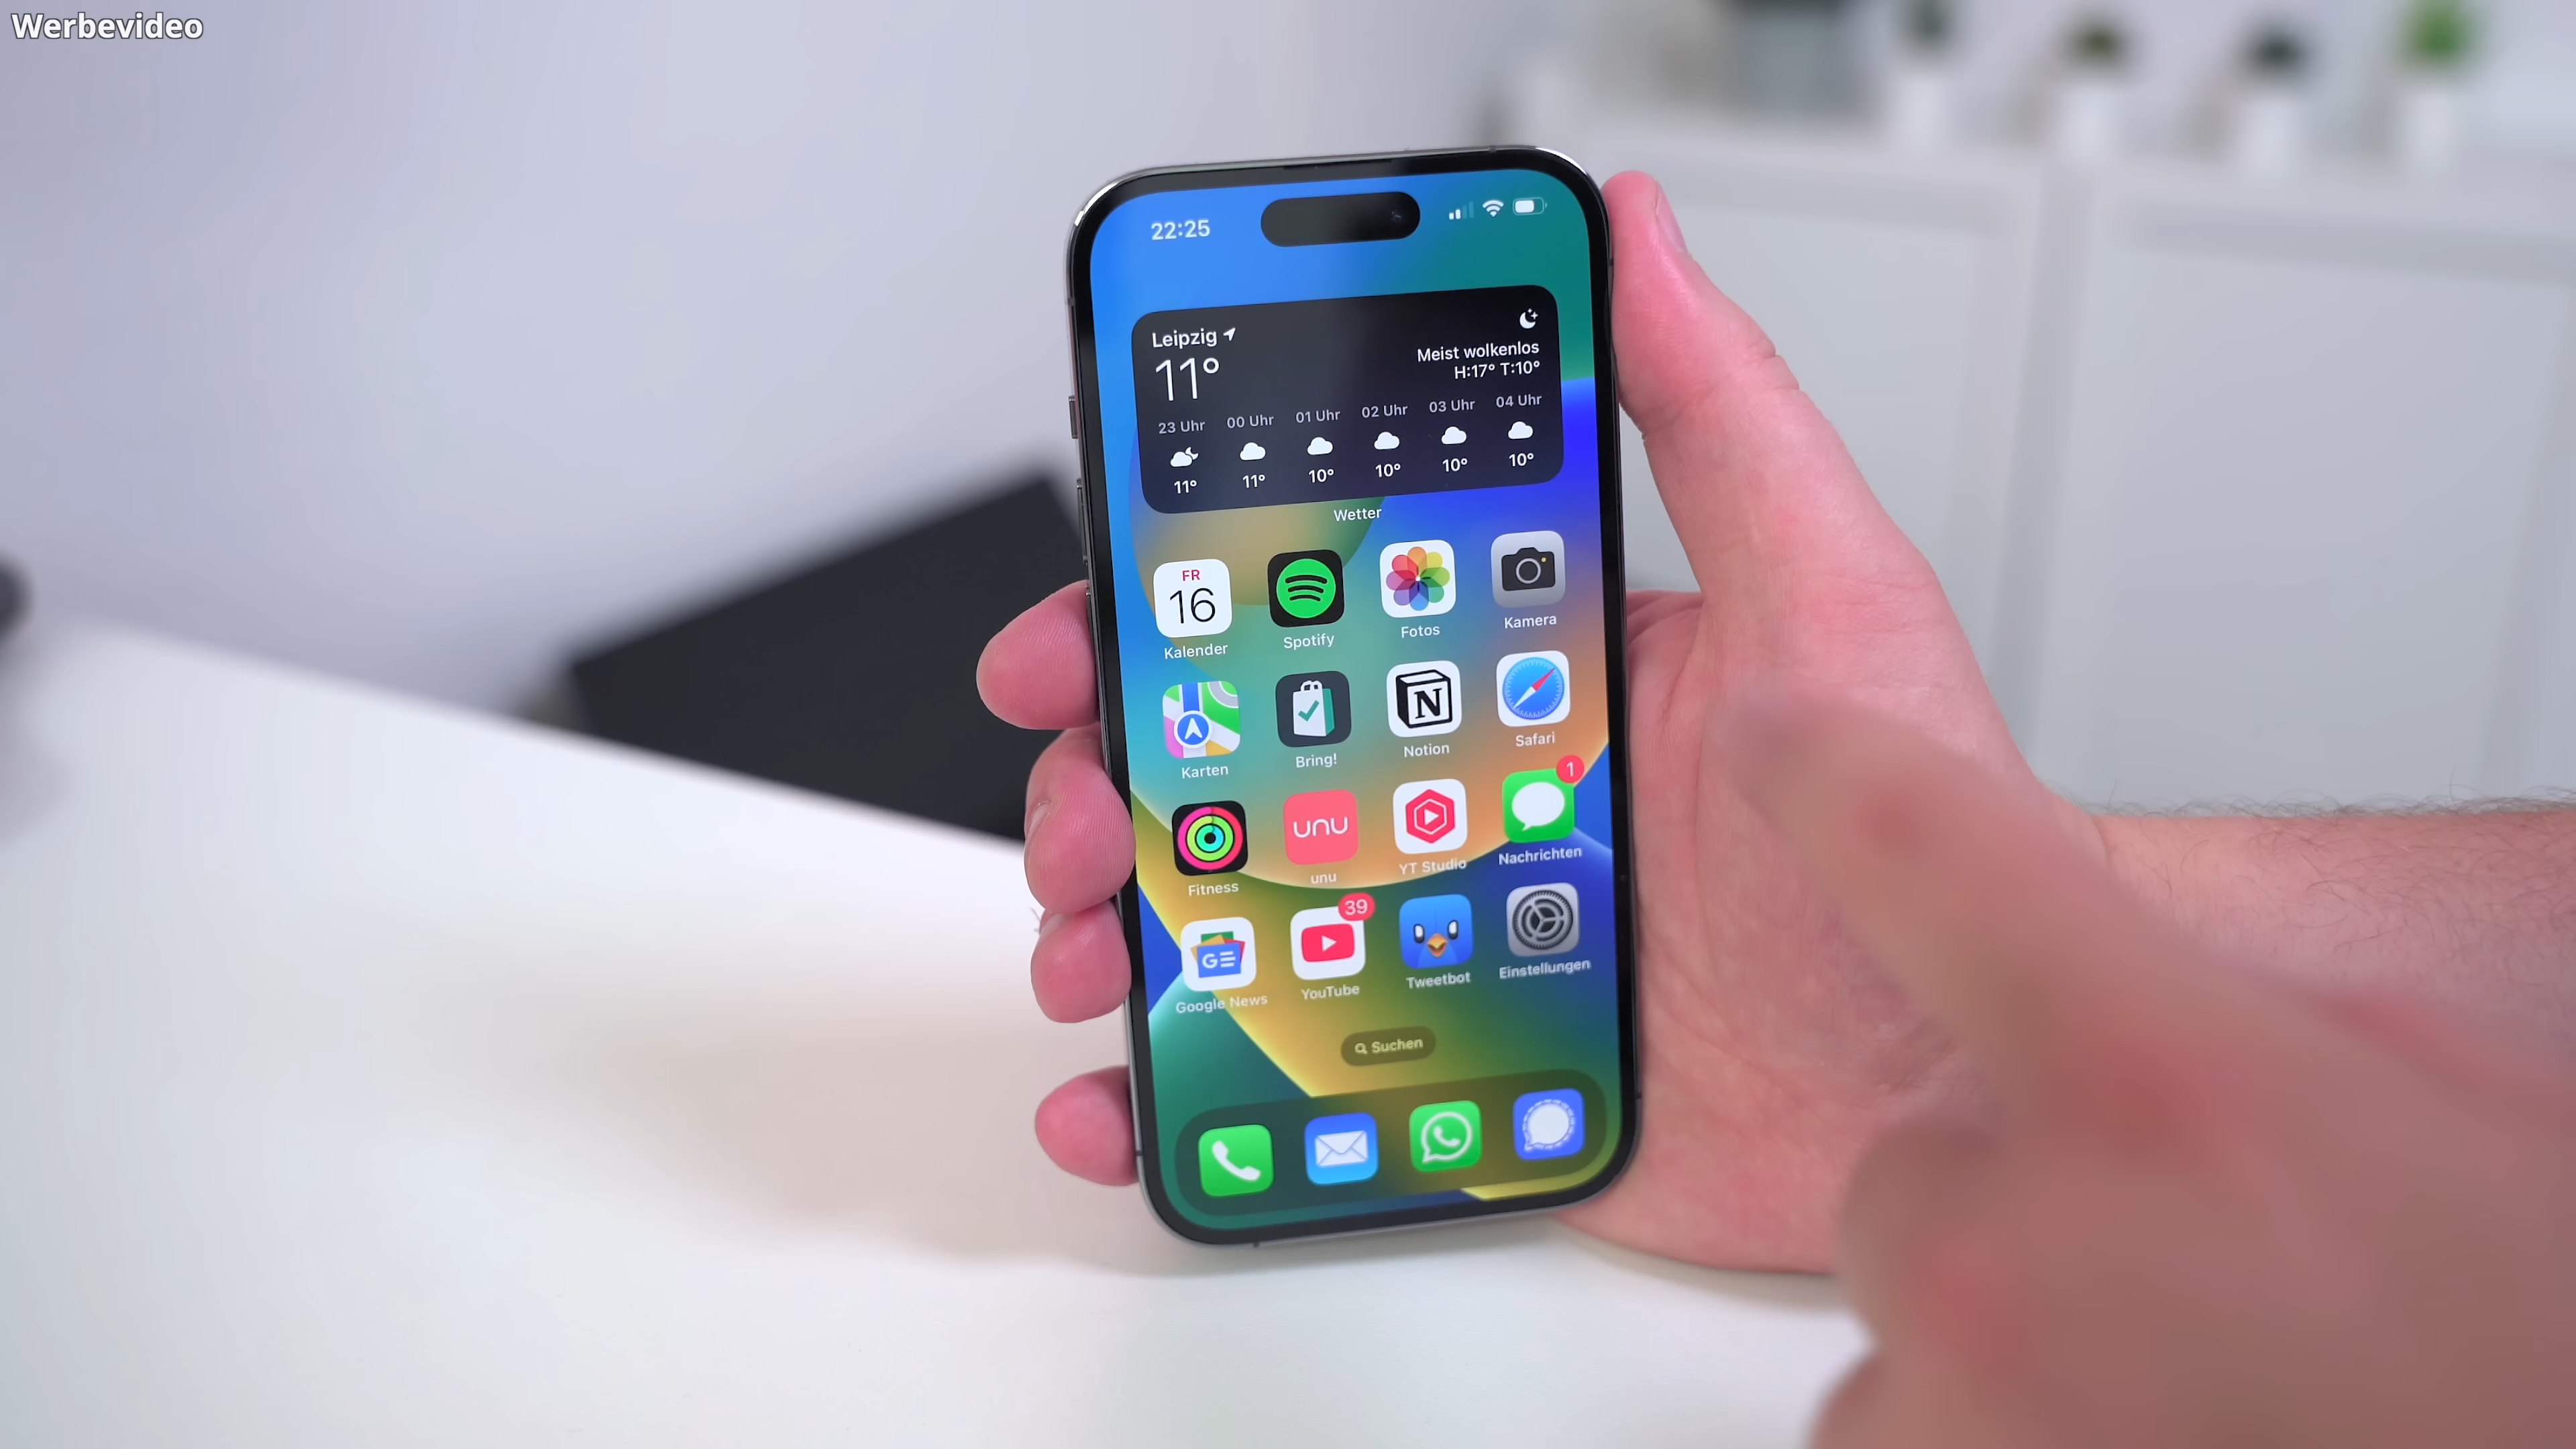 Werbevideo
22:25
Leipzig
11°
Meist wolkenlos
H:17° T:10°
23 Uhr 00 Uhr 01 Uhr 02 Uhr 03 Uhr 04 Uhr
11° 11° 10° 10° 10° 10°
Wetter
FR
16
Kalender Spotify Fotos Kamera
N
Karten Bring! Notion Safari
1
unu
Fitness unu YT Studio Nachrichten
39
G
Google News YouTube Tweetbot Einstellungen
Suchen